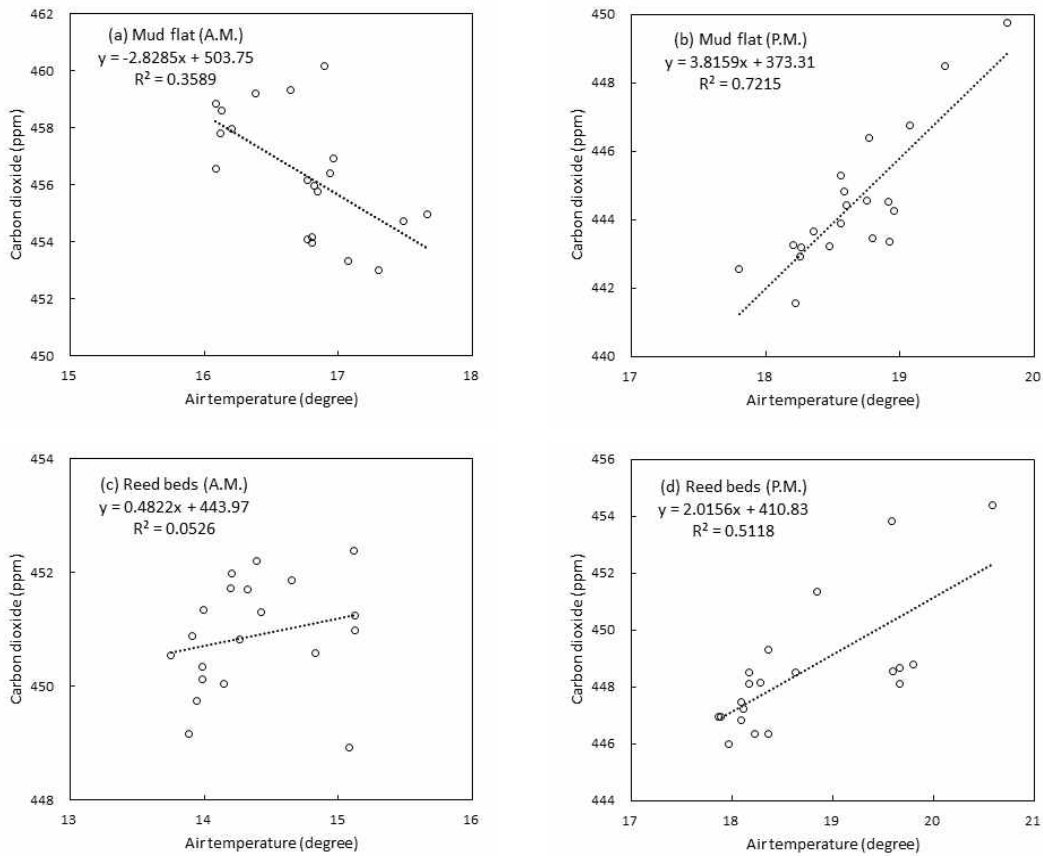 462
460
458
456
454
452
450
Carbon dioxide (ppm)
(a) Mud flat (A.M.)
y = -2.8285x + 503.75
R² = 0.3589
15 16 17 18
Air temperature (degree)
450
448
446
444
442
440
Carbon dioxide (ppm)
(b) Mud flat (P.M.)
y = 3.8159x + 373.31
R² = 0.7215
17 18 19 20
Air temperature (degree)
454
452
450
448
Carbon dioxide (ppm)
(c) Reed beds (A.M.)
y = 0.4822x + 443.97
R² = 0.0526
13 14 15 16
Air temperature (degree)
456
454
452
450
448
446
444
Carbon dioxide (ppm)
(d) Reed beds (P.M.)
y = 2.0156x + 410.83
R² = 0.5118
17 18 19 20 21
Air temperature (degree)